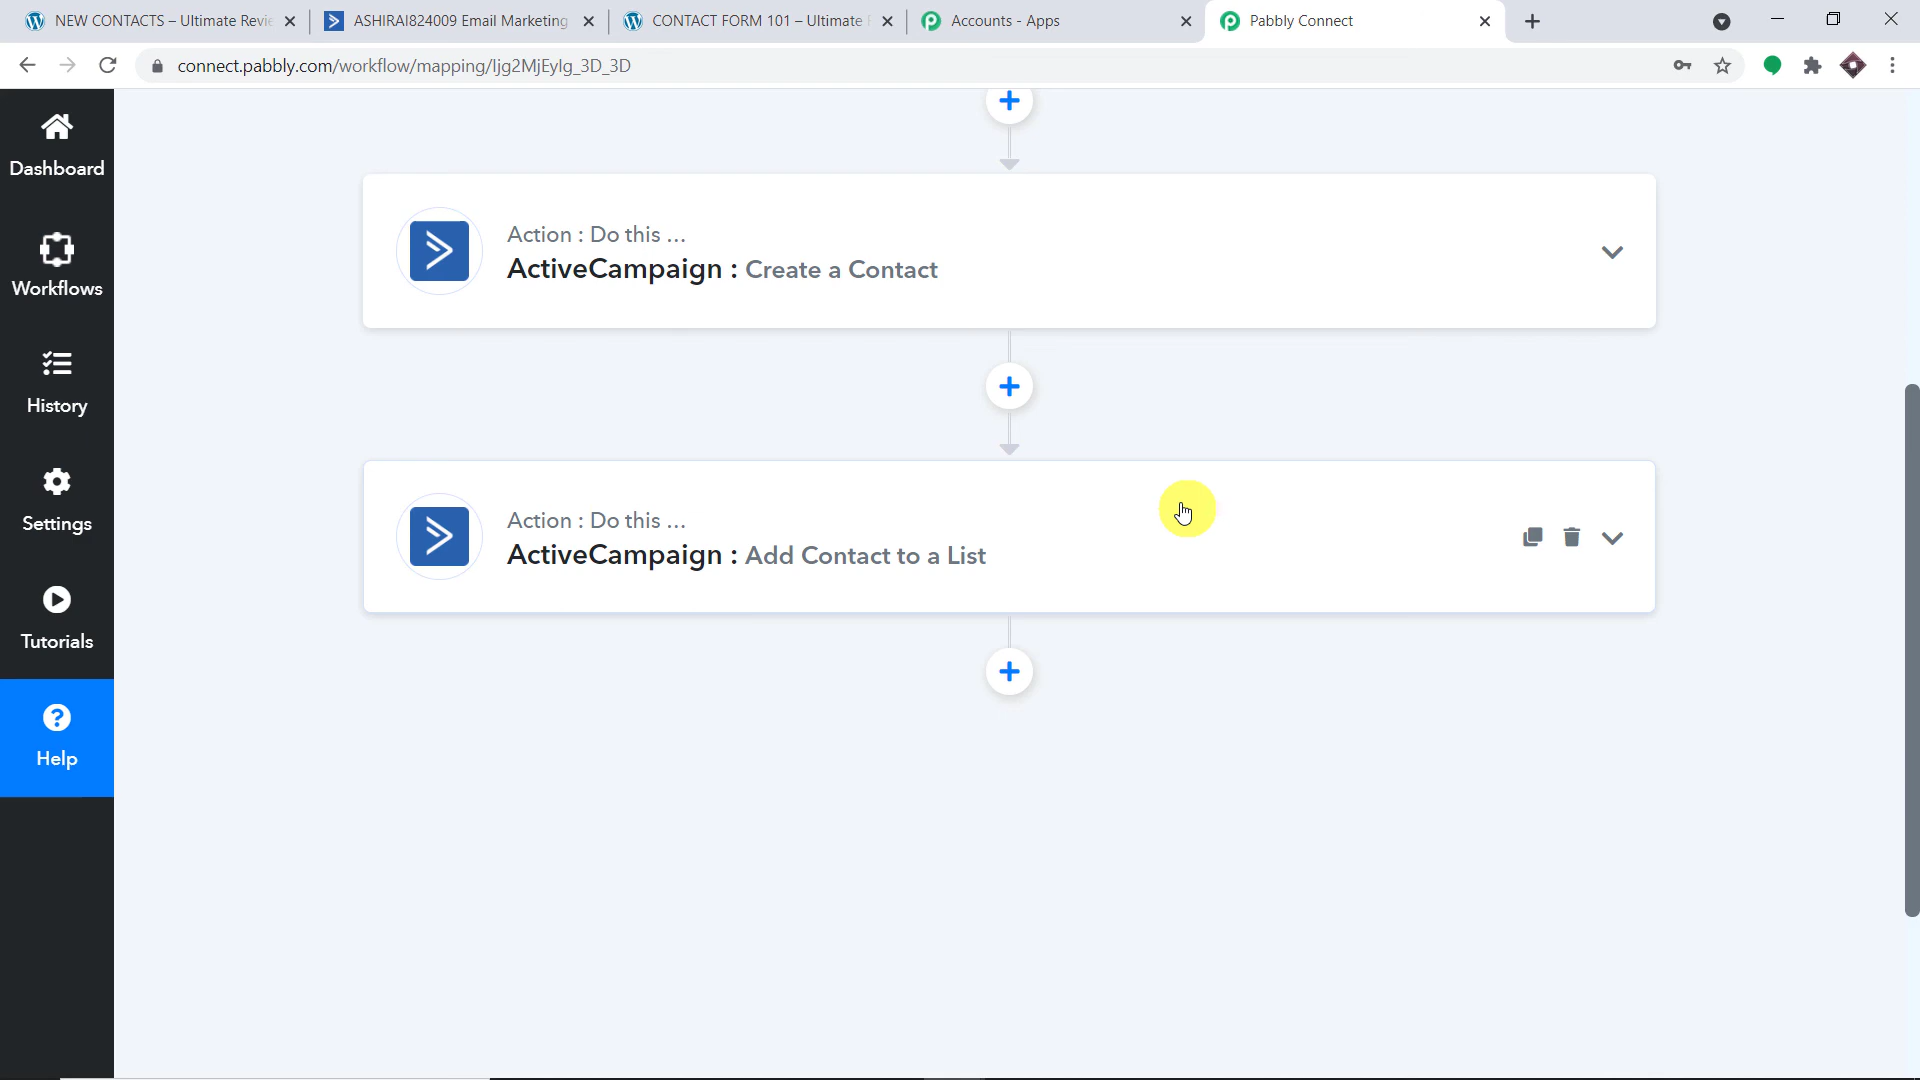 NEW CONTACTS – Ultimate Revie
ASHIRAI824009 Email Marketing
CONTACT FORM 101 – Ultimate
Accounts - Apps
Pabbly Connect
connect.pabbly.com/workflow/mapping/Ijg2MjEyIg_3D_3D
Dashboard
Workflows
History
Settings
Tutorials
Help
Action : Do this ...
ActiveCampaign : Create a Contact
Action : Do this ...
ActiveCampaign : Add Contact to a List